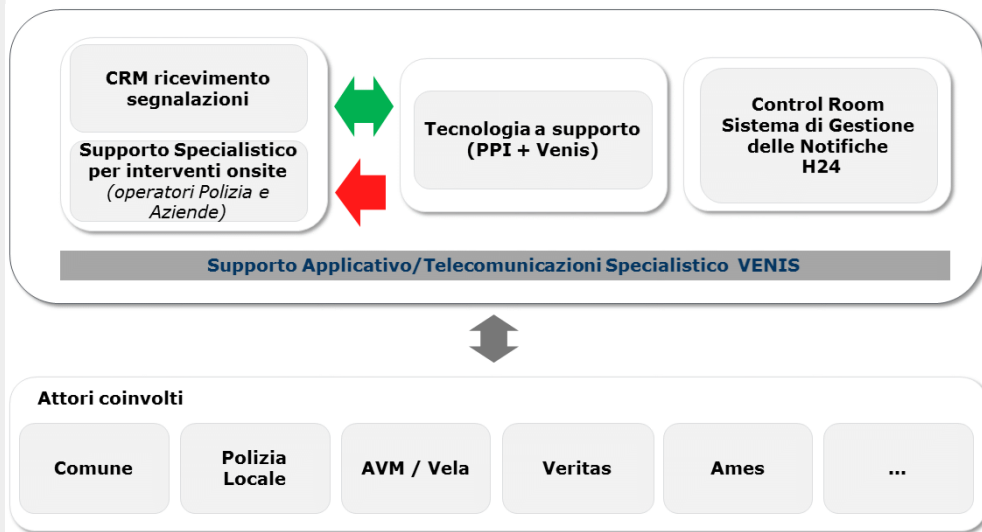 CRM ricevimento
segnalazioni
Supporto Specialistico
per interventi onsite
(operatori Polizia e
Aziende)
Tecnologia a supporto
(PPI + Venis)
Control Room
Sistema di Gestione
delle Notifiche
H24
Supporto Applicativo/Telecomunicazioni Specialistico VENIS
Attori coinvolti
Comune
Polizia
Locale
AVM / Vela
Veritas
Ames
...